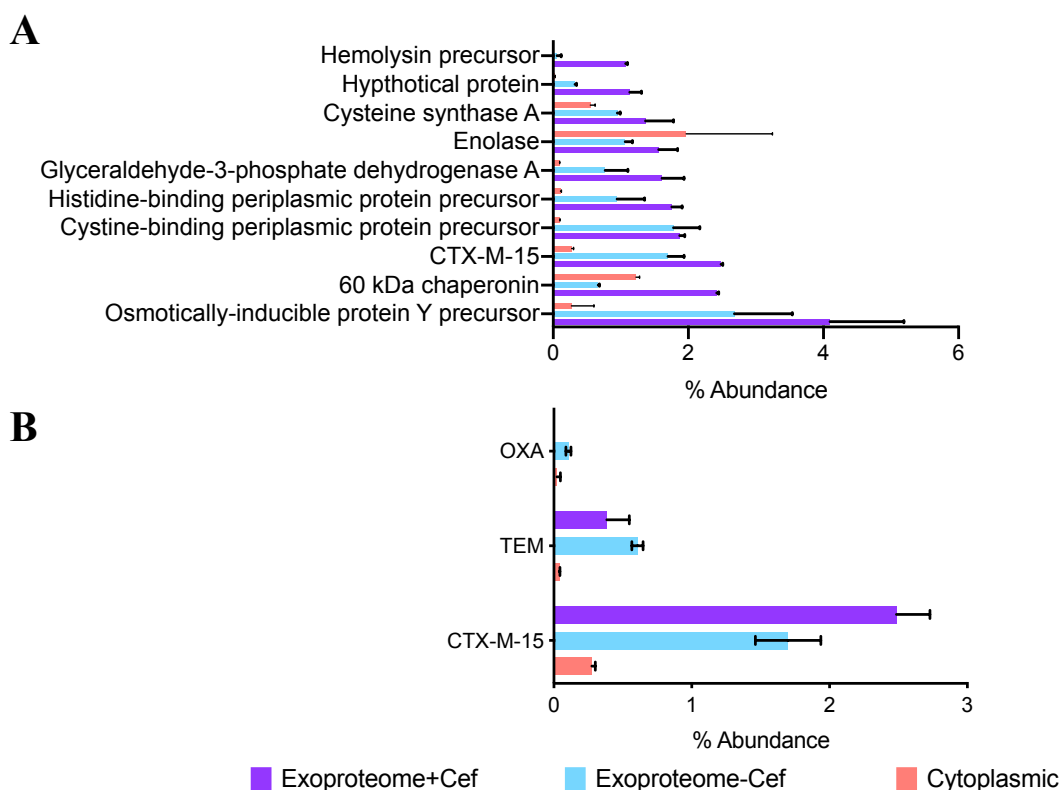 A
Hemolysin precursor
Hypthotical protein
Cysteine synthase A
Enolase
Glyceraldehyde-3-phosphate dehydrogenase A
Histidine-binding periplasmic protein precursor
Cystine-binding periplasmic protein precursor
CTX-M-15
60 kDa chaperonin
Osmotically-inducible protein Y precursor
0 2 4 6
% Abundance
B
OXA
TEM
CTX-M-15
0 1 2 3
% Abundance
Exoproteome+Cef Exoproteome-Cef Cytoplasmic